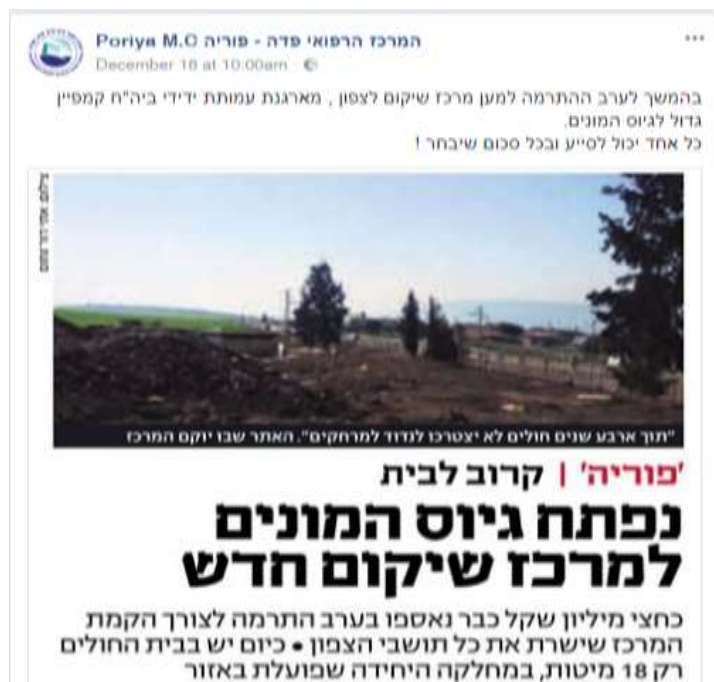 המרכז הרפואי פדה - פוריה Poriya M.C
December 18 at 10:00am
בהמשך לערב ההתרמה למען מרכז שיקום לצפון , מארגנת עמותת ידידי ביה"ח קמפיין
גדול לגיוס המונים.
כל אחד יכול לסייע ובכל סכום שיבחר !
"תוך ארבע שנים חולים לא יצטרכו לנדוד למרחקים". האתר שבו יוקם המרכז
'פוריה' | קרוב לבית
נפתח גיוס המונים
למרכז שיקום חדש
כחצי מיליון שקל כבר נאספו בערב התרמה לצורך הקמת
המרכז שישרת את כל תושבי הצפון • כיום יש בבית החולים
רק 18 מיטות, במחלקה היחידה שפועלת באזור